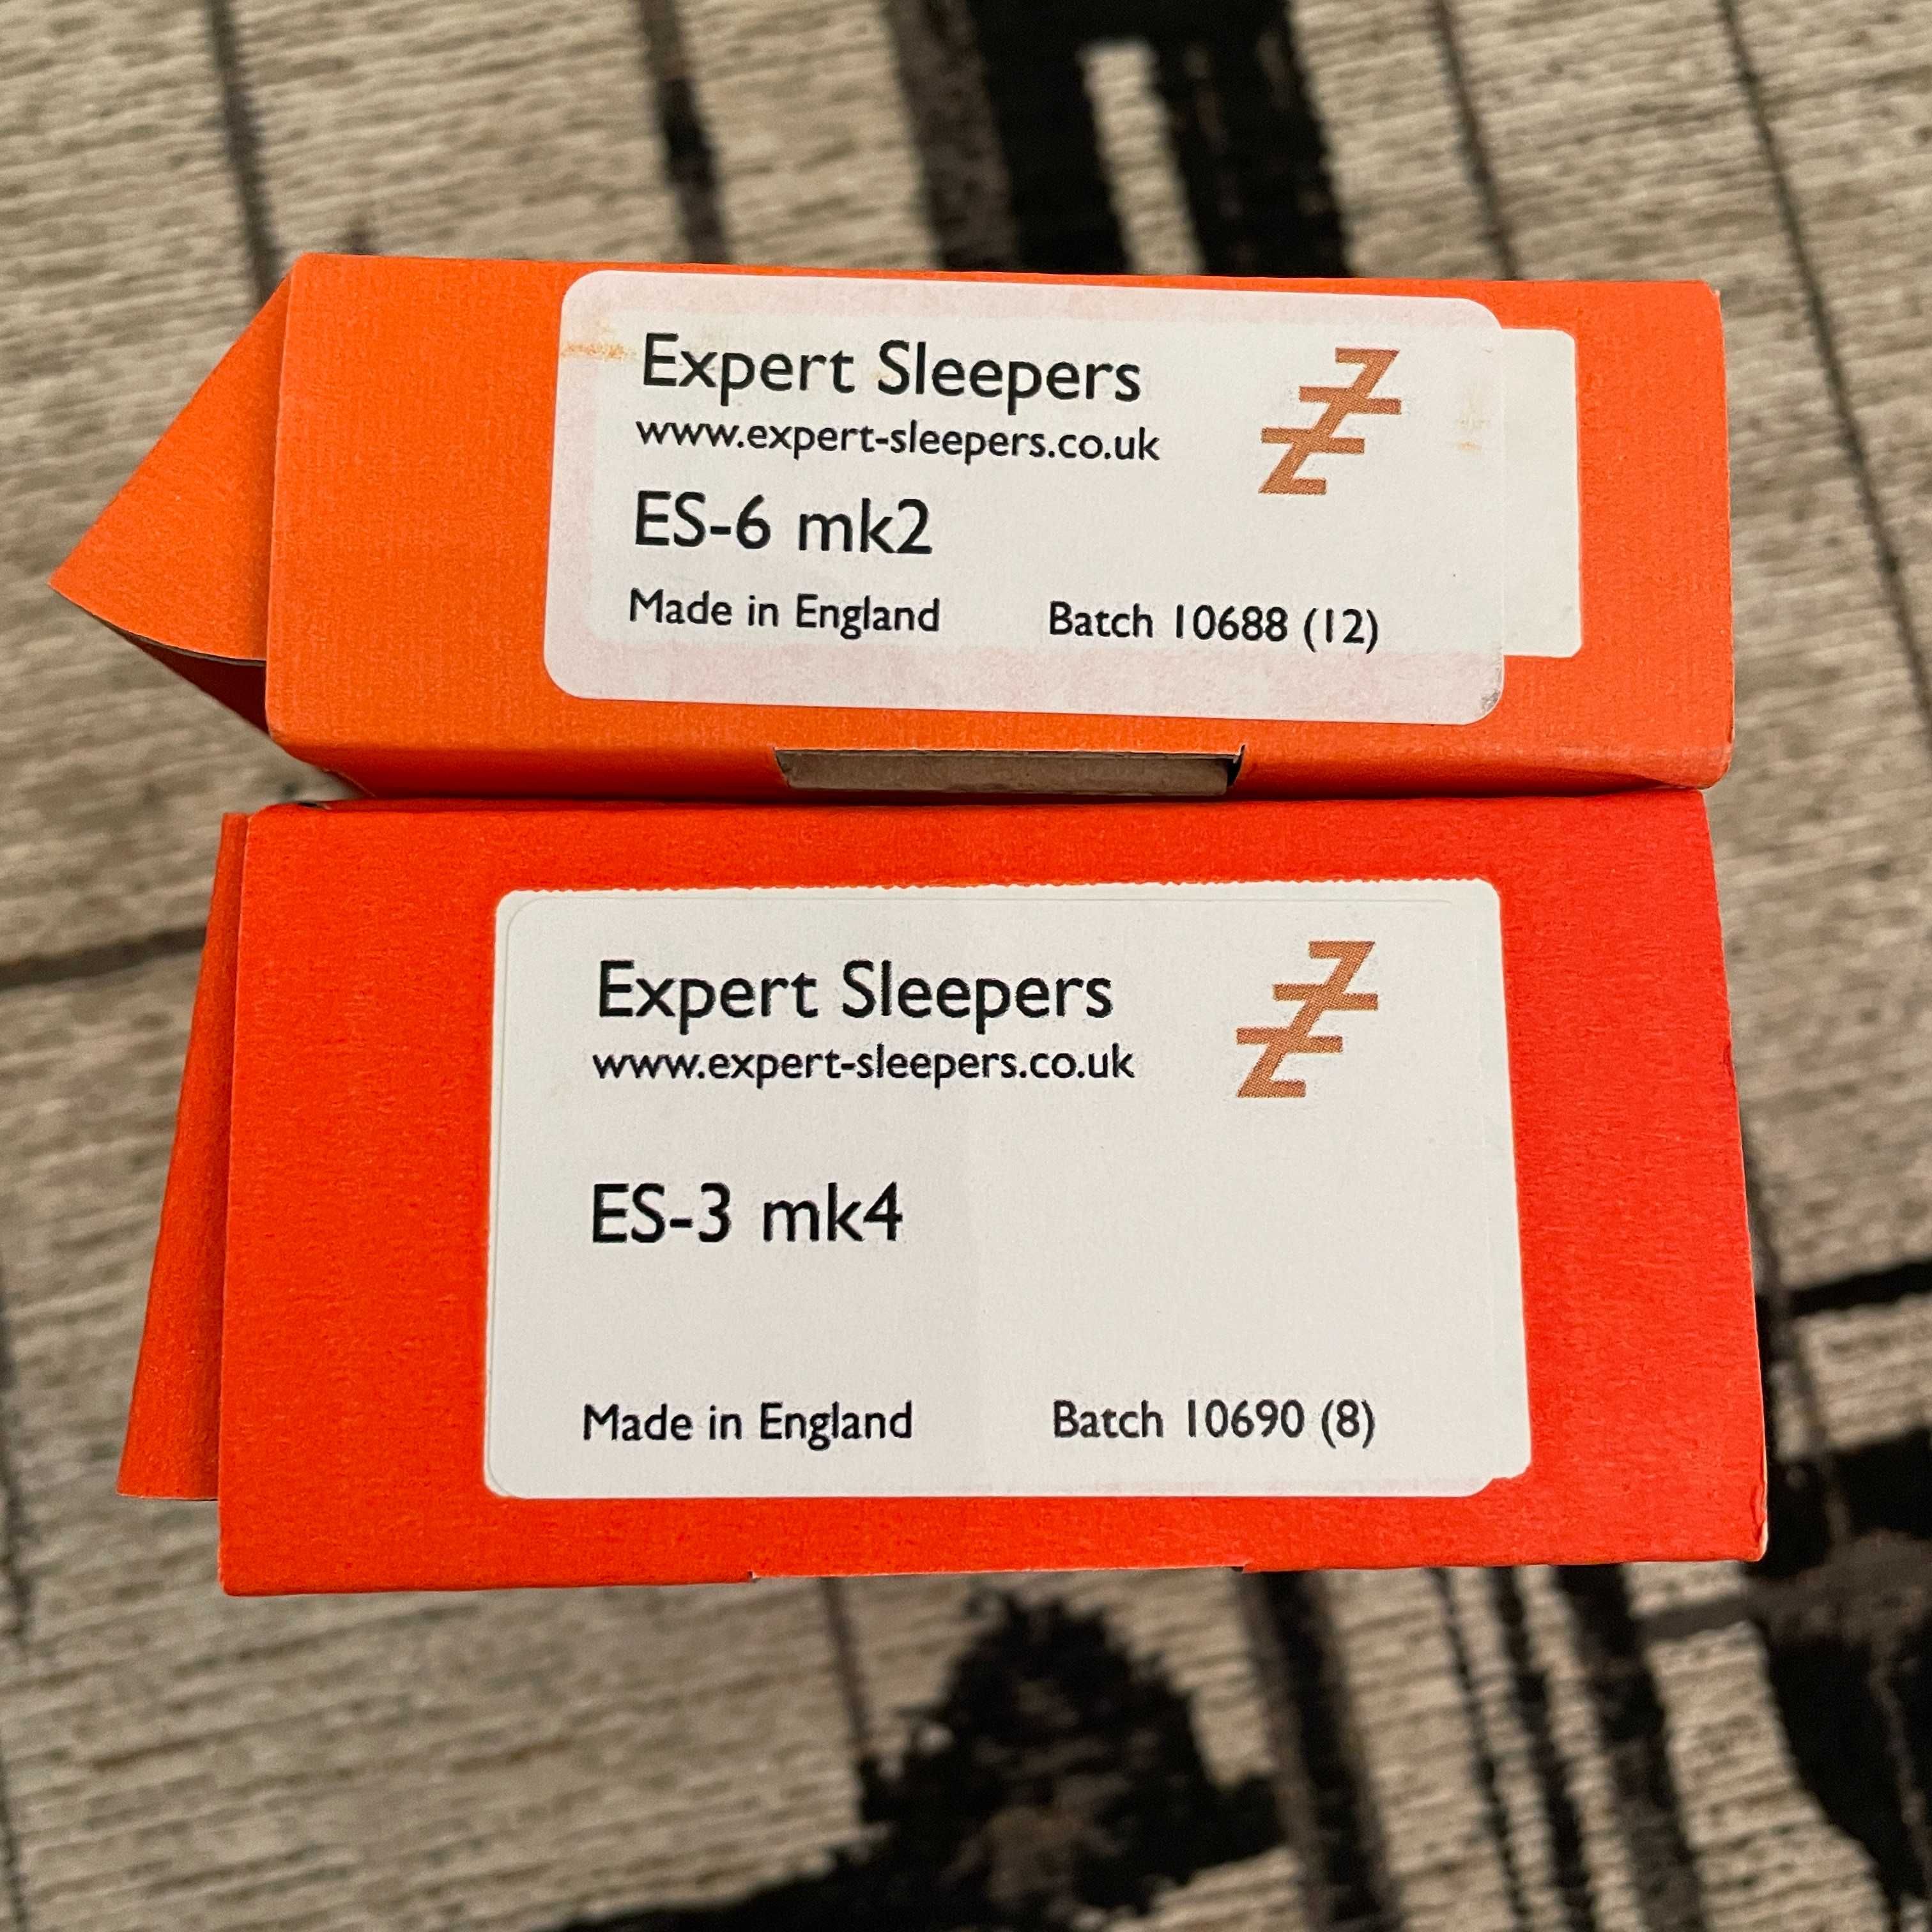 Expert Sleepers
www.expert-sleepers.co.uk
ES-6 mk2
Made in England Batch 10688 (12)
Expert Sleepers
www.expert-sleepers.co.uk
ES-3 mk4
Made in England Batch 10690 (8)